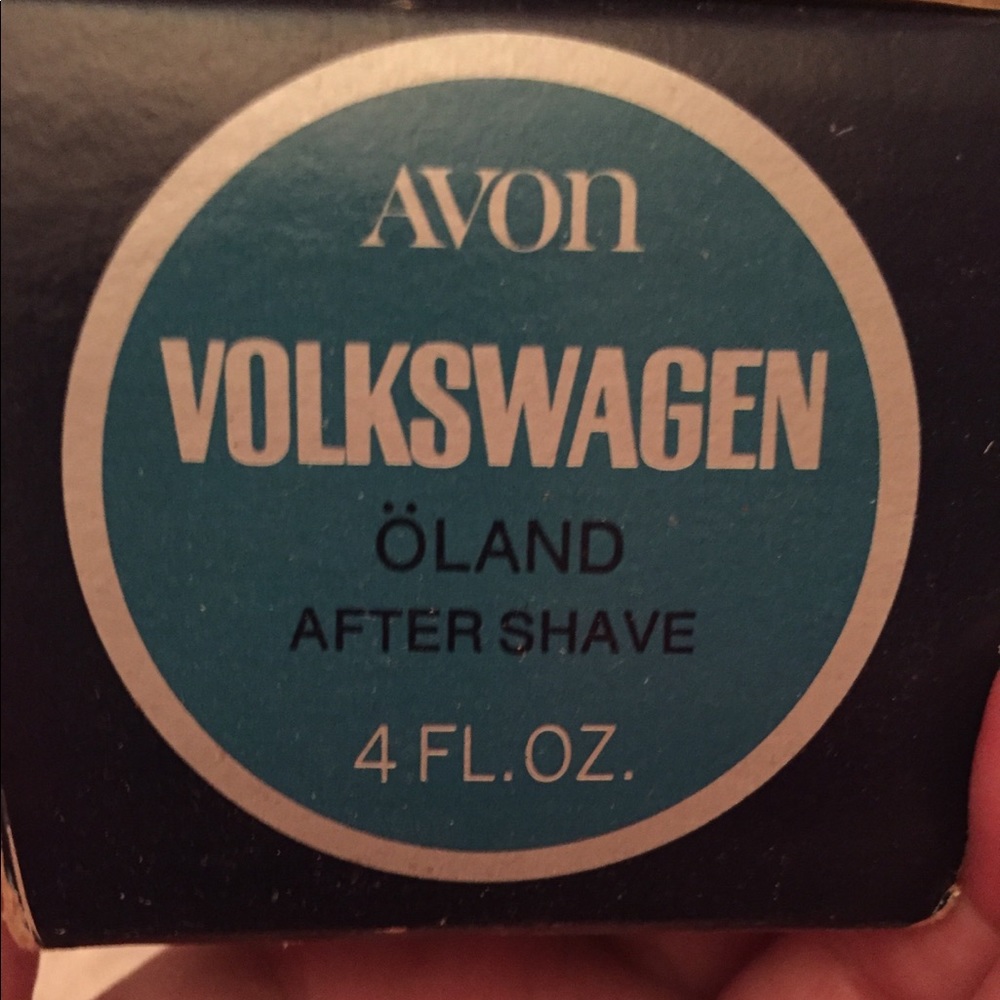 AVON
VOLKSWAGEN
ÖLAND
AFTER SHAVE
4 FL.OZ.